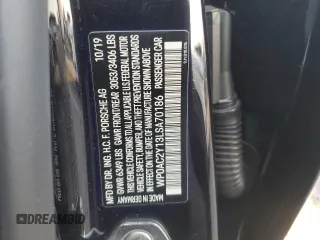 10/19
MFD BY DR. ING. H.C. F. PORSCHE AG
GVWR 6349 LBS GAWR FRONT/REAR 3053/3406 LBS
THIS VEHICLE CONFORMS TO ALL APPLICABLE U.S. FEDERAL MOTOR
VEHICLE SAFETY, BUMPER, AND THEFT PREVENTION STANDARDS
IN EFFECT ON THE DATE OF MANUFACTURE SHOWN ABOVE.
WP0AC2Y13LSA70186 PASSENGER CAR
MADE IN GERMANY
DREAMBID